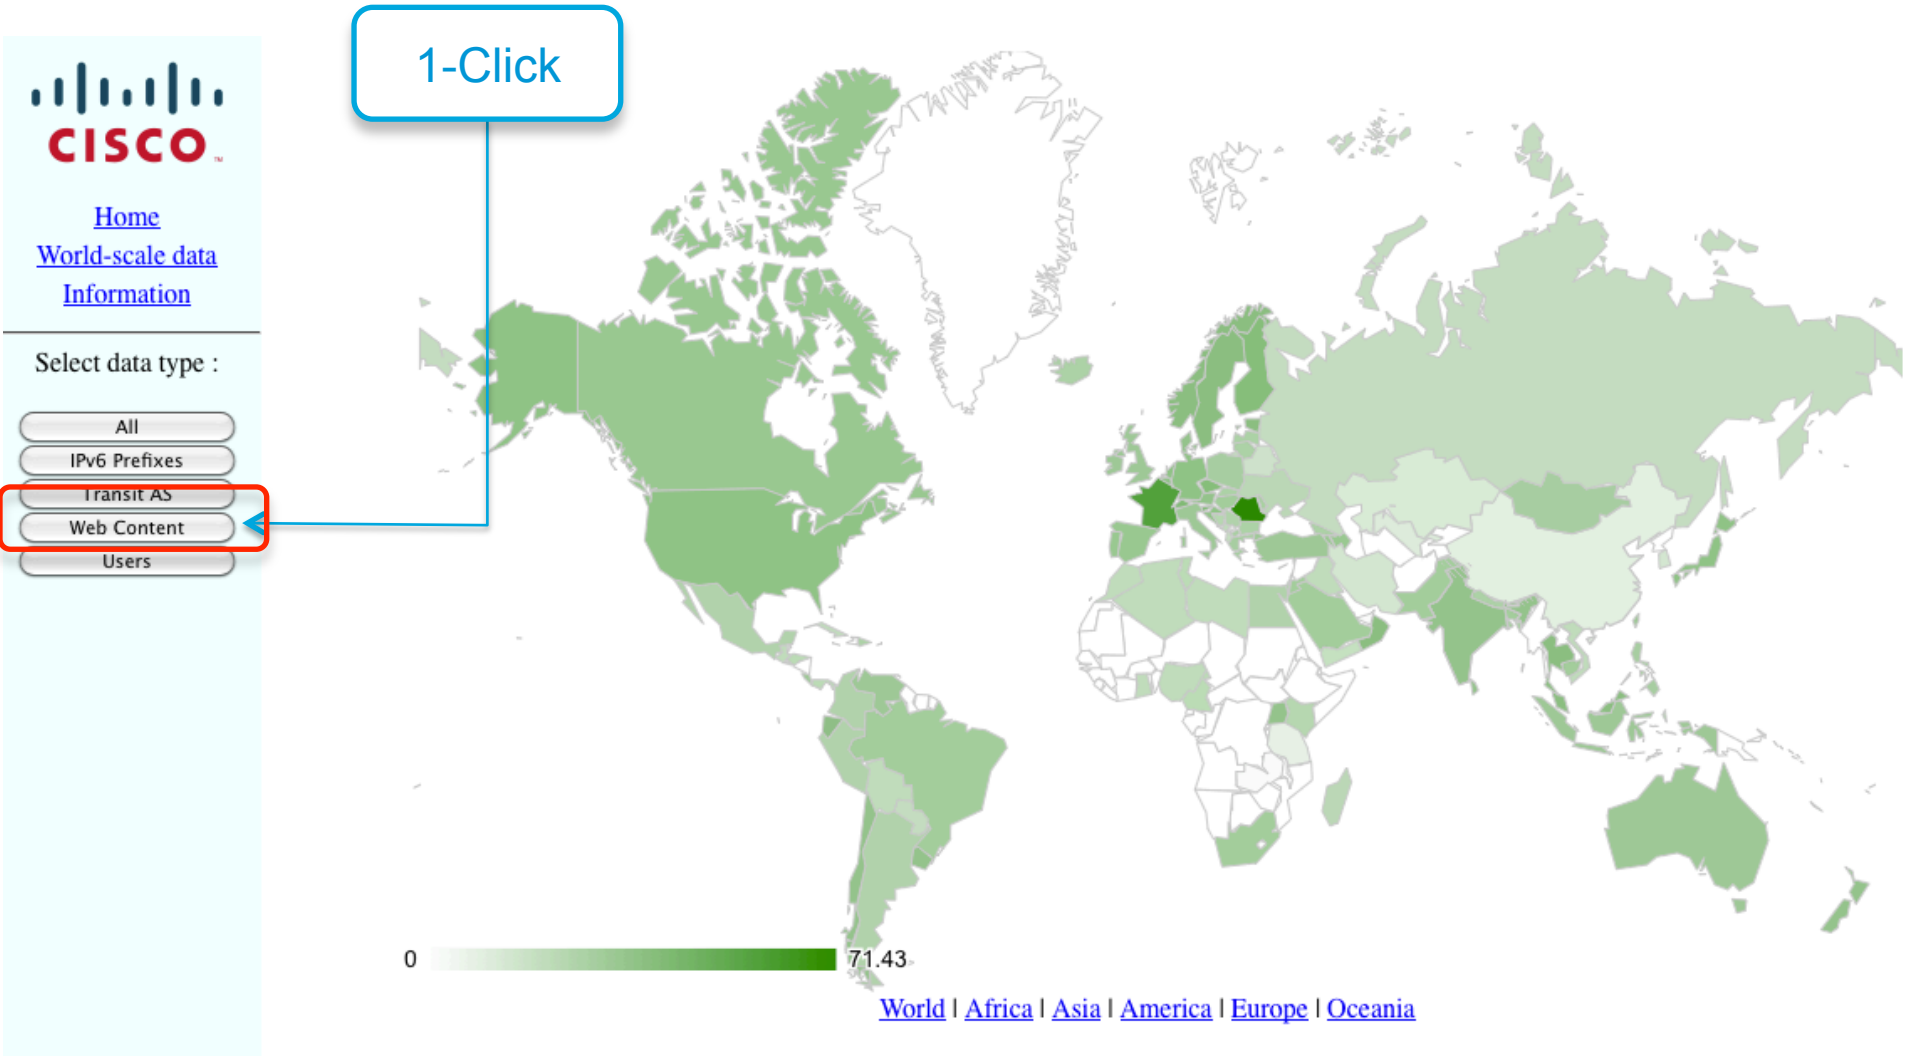 1-Click
CISCO
TM
Home
World-scale data
Information
Select data type :
All
IPv6 Prefixes
Transit AS
Web Content
Users
0
71.43
World | Africa | Asia | America | Europe | Oceania